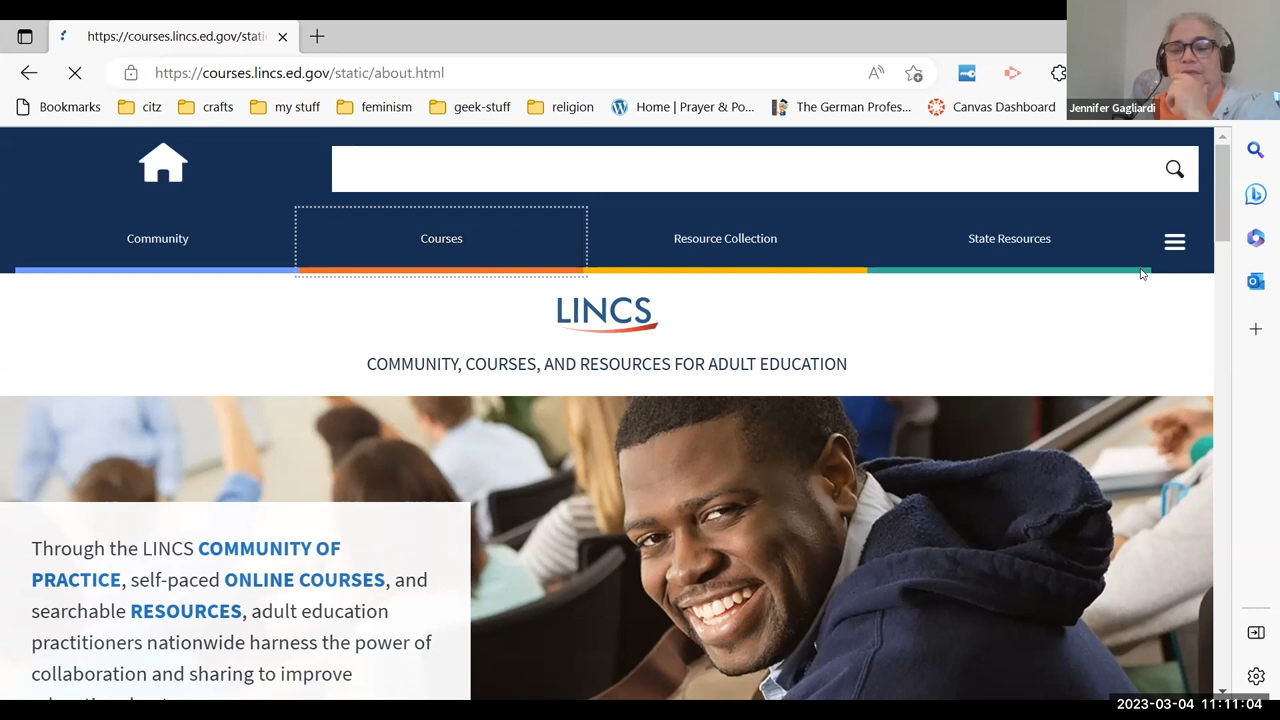 https://courses.lincs.ed.gov/stati
https://courses.lincs.ed.gov/static/about.html
Bookmarks citz crafts my stuff feminism geek-stuff religion Home | Prayer & Po... The German Profes... Canvas Dashboard
Jennifer Gagliardi
Community Courses Resource Collection State Resources
LINCS
COMMUNITY, COURSES, AND RESOURCES FOR ADULT EDUCATION
Through the LINCS COMMUNITY OF
PRACTICE, self-paced ONLINE COURSES, and
searchable RESOURCES, adult education
practitioners nationwide harness the power of
collaboration and sharing to improve
2023-03-04 11:11:04